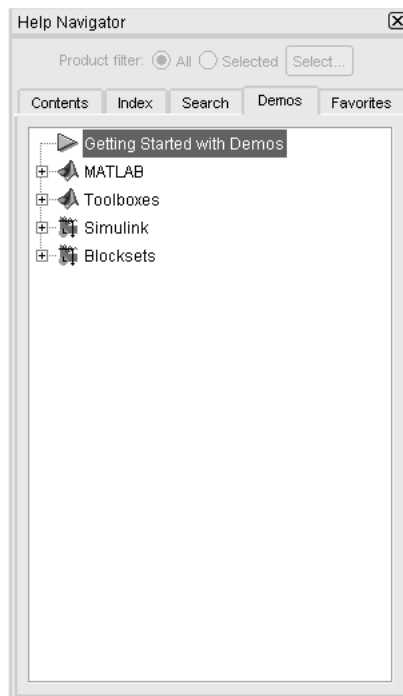 Help Navigator
Product filter: All Selected Select...
Contents Index Search Demos Favorites
Getting Started with Demos
MATLAB
Toolboxes
Simulink
Blocksets